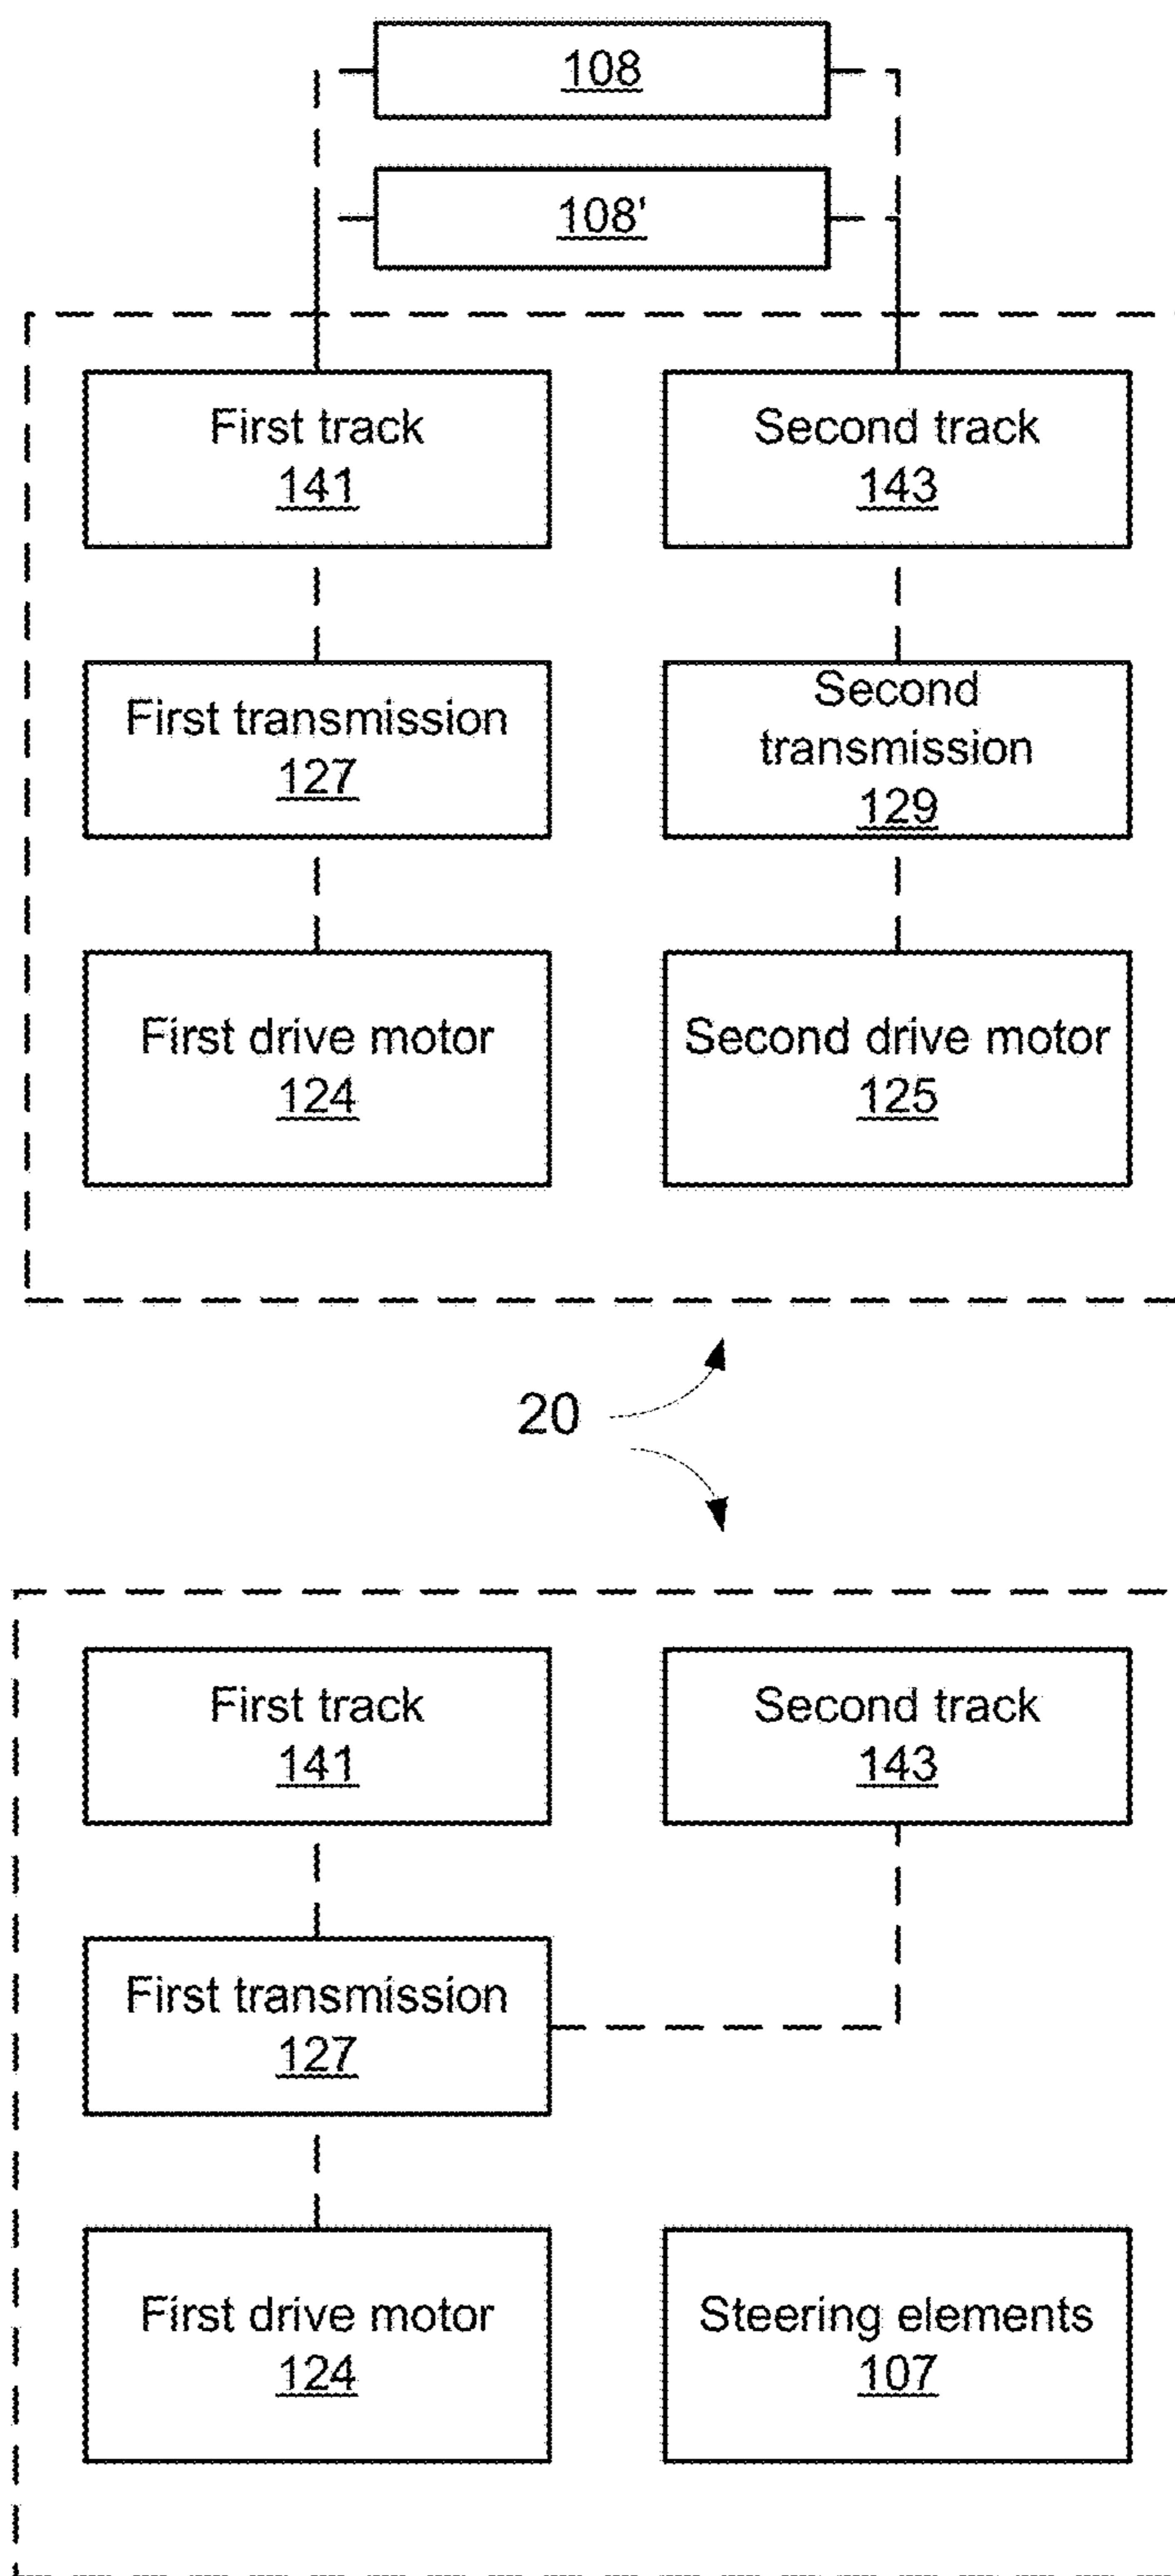 108
108'
First track
141
Second track
143
First transmission
127
Second
transmission
129
First drive motor
124
Second drive motor
125
20
First track
141
Second track
143
First transmission
127
First drive motor
124
Steering elements
107